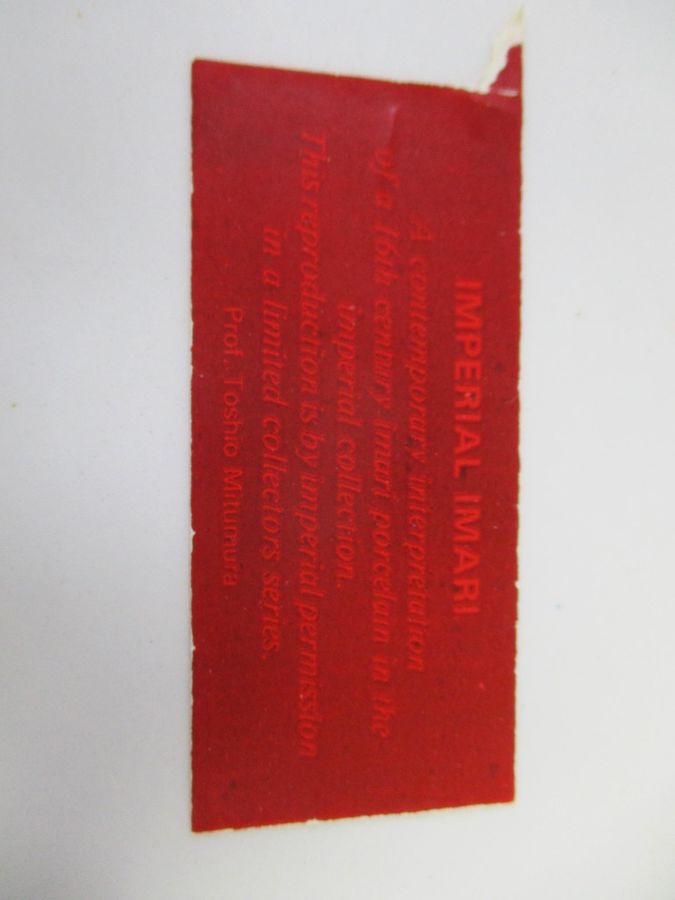 IMPERIAL IMARI
A contemporary interpretation
of a 16th century imari porcelain in the
imperial collection.
This reproduction is by imperial permission
in a limited collectors series.
Prof. Toshio Mitumura